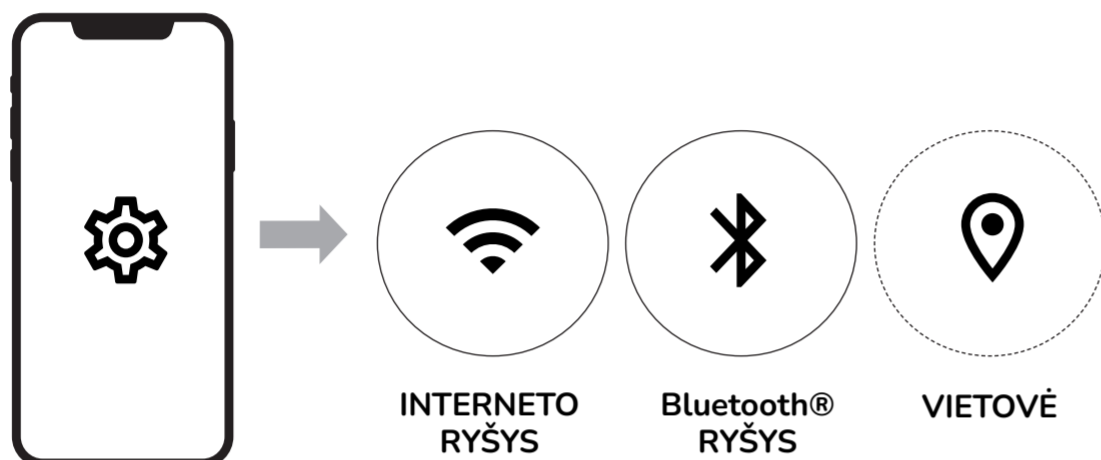 INTERNETO
RYŠYS
Bluetooth®
RYŠYS
VIETOVĖ